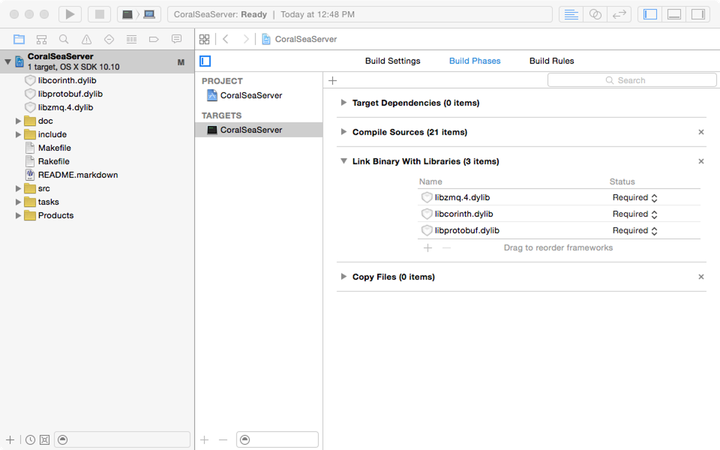 CoralSeaServer: Ready | Today at 12:48 PM
CoralSeaServer
1 target, OS X SDK 10.10
M
libcorinth.dylib
libprotobuf.dylib
libzmq.4.dylib
doc
include
Makefile
Rakefile
README.markdown
src
tasks
Products
CoralSeaServer
Build Settings
Build Phases
Build Rules
PROJECT
CoralSeaServer
TARGETS
CoralSeaServer
Search
Target Dependencies (0 items)
Compile Sources (21 items)
Link Binary With Libraries (3 items)
Name Status
libzmq.4.dylib Required
libcorinth.dylib Required
libprotobuf.dylib Required
Drag to reorder frameworks
Copy Files (0 items)